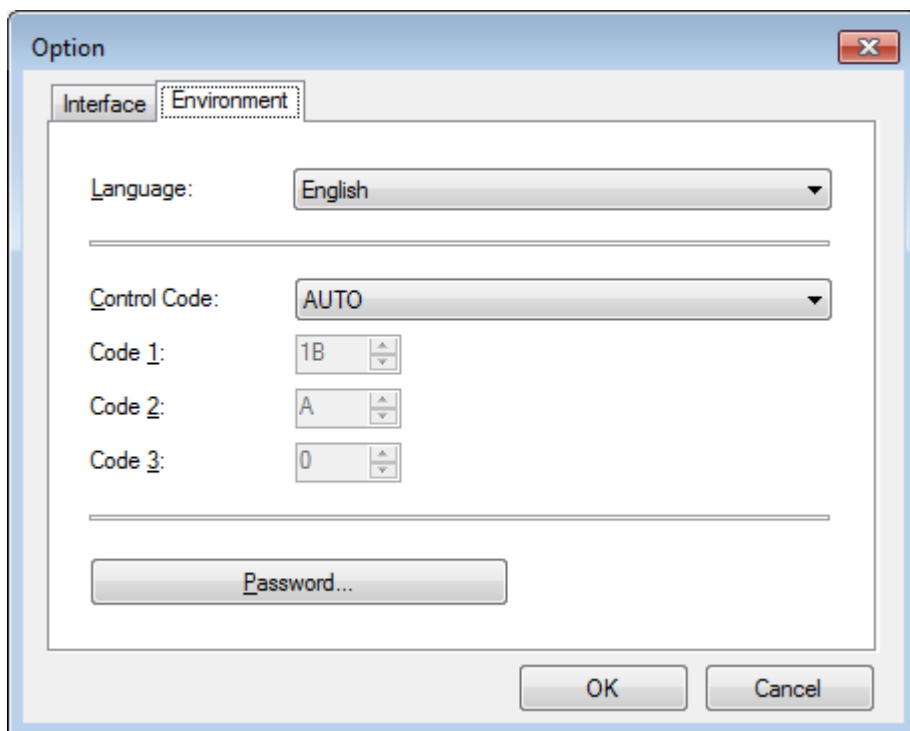 Option
Interface
Environment
Language:
English
Control Code:
AUTO
Code 1:
1B
Code 2:
A
Code 3:
0
Password...
OK
Cancel